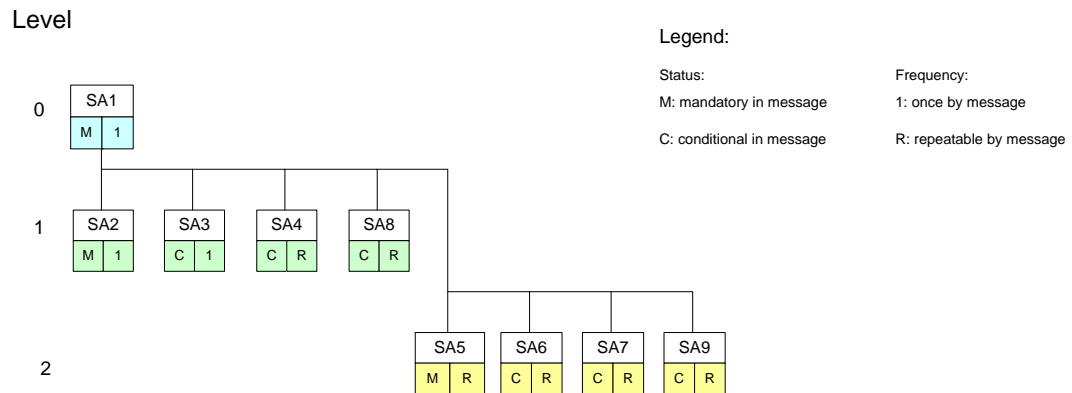 Level
Legend:
Status: Frequency:
M: mandatory in message 1: once by message
C: conditional in message R: repeatable by message
0
SA1
M 1
1
SA2 SA3 SA4 SA8
M 1 C 1 C R C R
2
SA5 SA6 SA7 SA9
M R C R C R C R